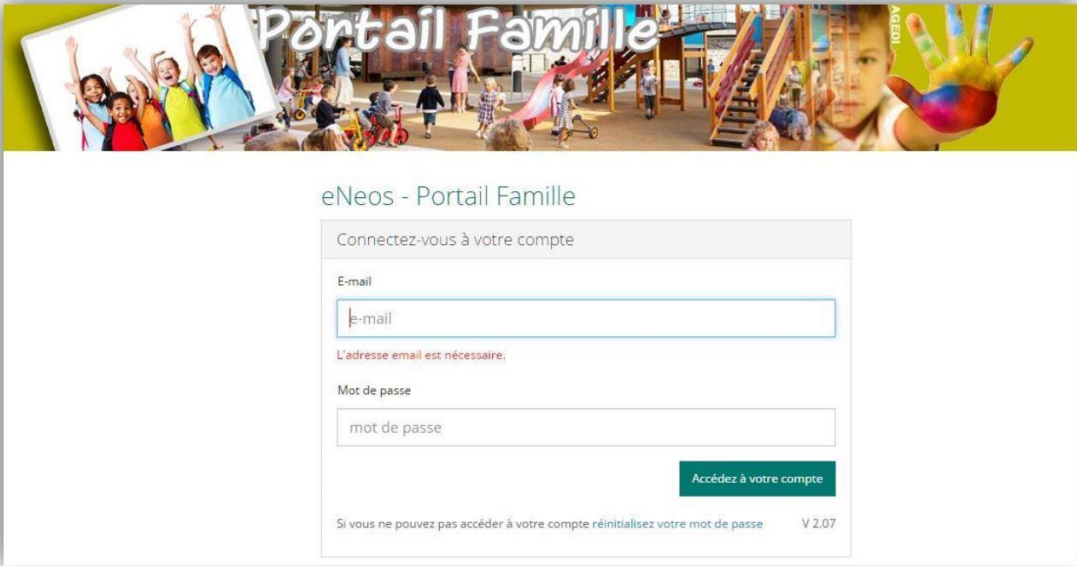 Portail Famille
AGEDI
eNeos - Portail Famille
Connectez-vous à votre compte
E-mail
e-mail
L'adresse email est nécessaire.
Mot de passe
mot de passe
Accédez à votre compte
Si vous ne pouvez pas accéder à votre compte réinitialisez votre mot de passe V 2.07